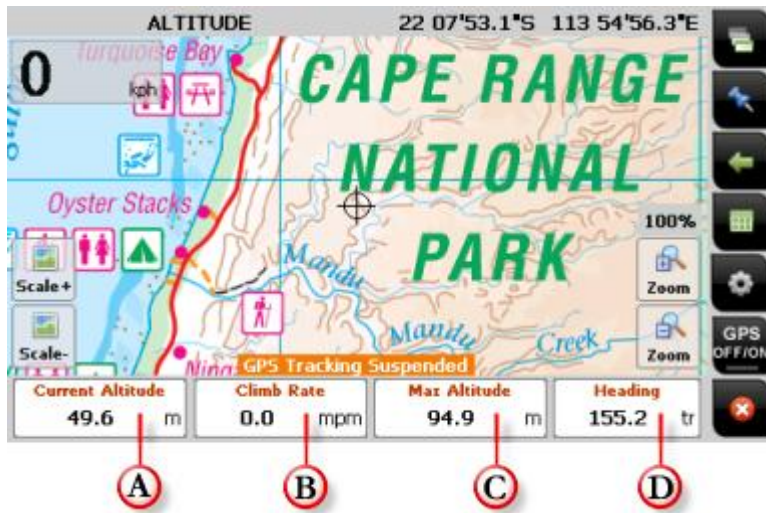 ALTITUDE 22 07'53.1"S 113 54'56.3"E
0 kph
Turquoise Bay
CAPE RANGE
NATIONAL
PARK
Oyster Stacks
100%
Scale+
Zoom
Mandu
Mandu Creek
Scale-
Zoom
GPS
OFF/ON
GPS Tracking Suspended
Current Altitude
49.6 m
Climb Rate
0.0 mpm
Max Altitude
94.9 m
Heading
155.2 tr
A B C D